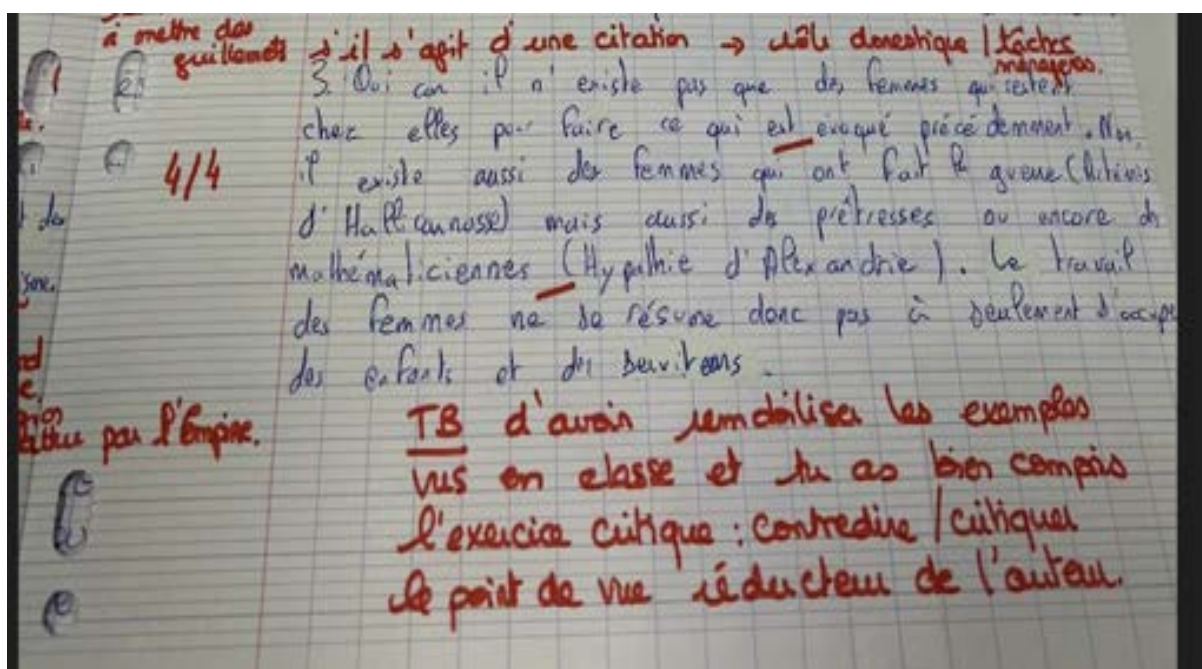 à mettre des
guillemets s'il s'agit d'une citation → rôle domestique / tâches
ménagères.
3. Oui car il n'existe pas que des femmes qui restent
chez elles pour faire ce qui est évoqué précédemment. Non,
4/4 il existe aussi des femmes qui ont fait la guerre (
d'Hallicarnasse) mais aussi des prêtresses ou encore des
mathématiciennes (Hypathie d'Alexandrie). Le travail
des femmes ne se résume donc pas à seulement s'occuper
des enfants et des serviteurs.
par l'Empire.
TB d'avoir remobiliser les exemples
vus en classe et tu as bien compris
l'exercice critique : contredire / critiquer
le point de vue réducteur de l'auteur.